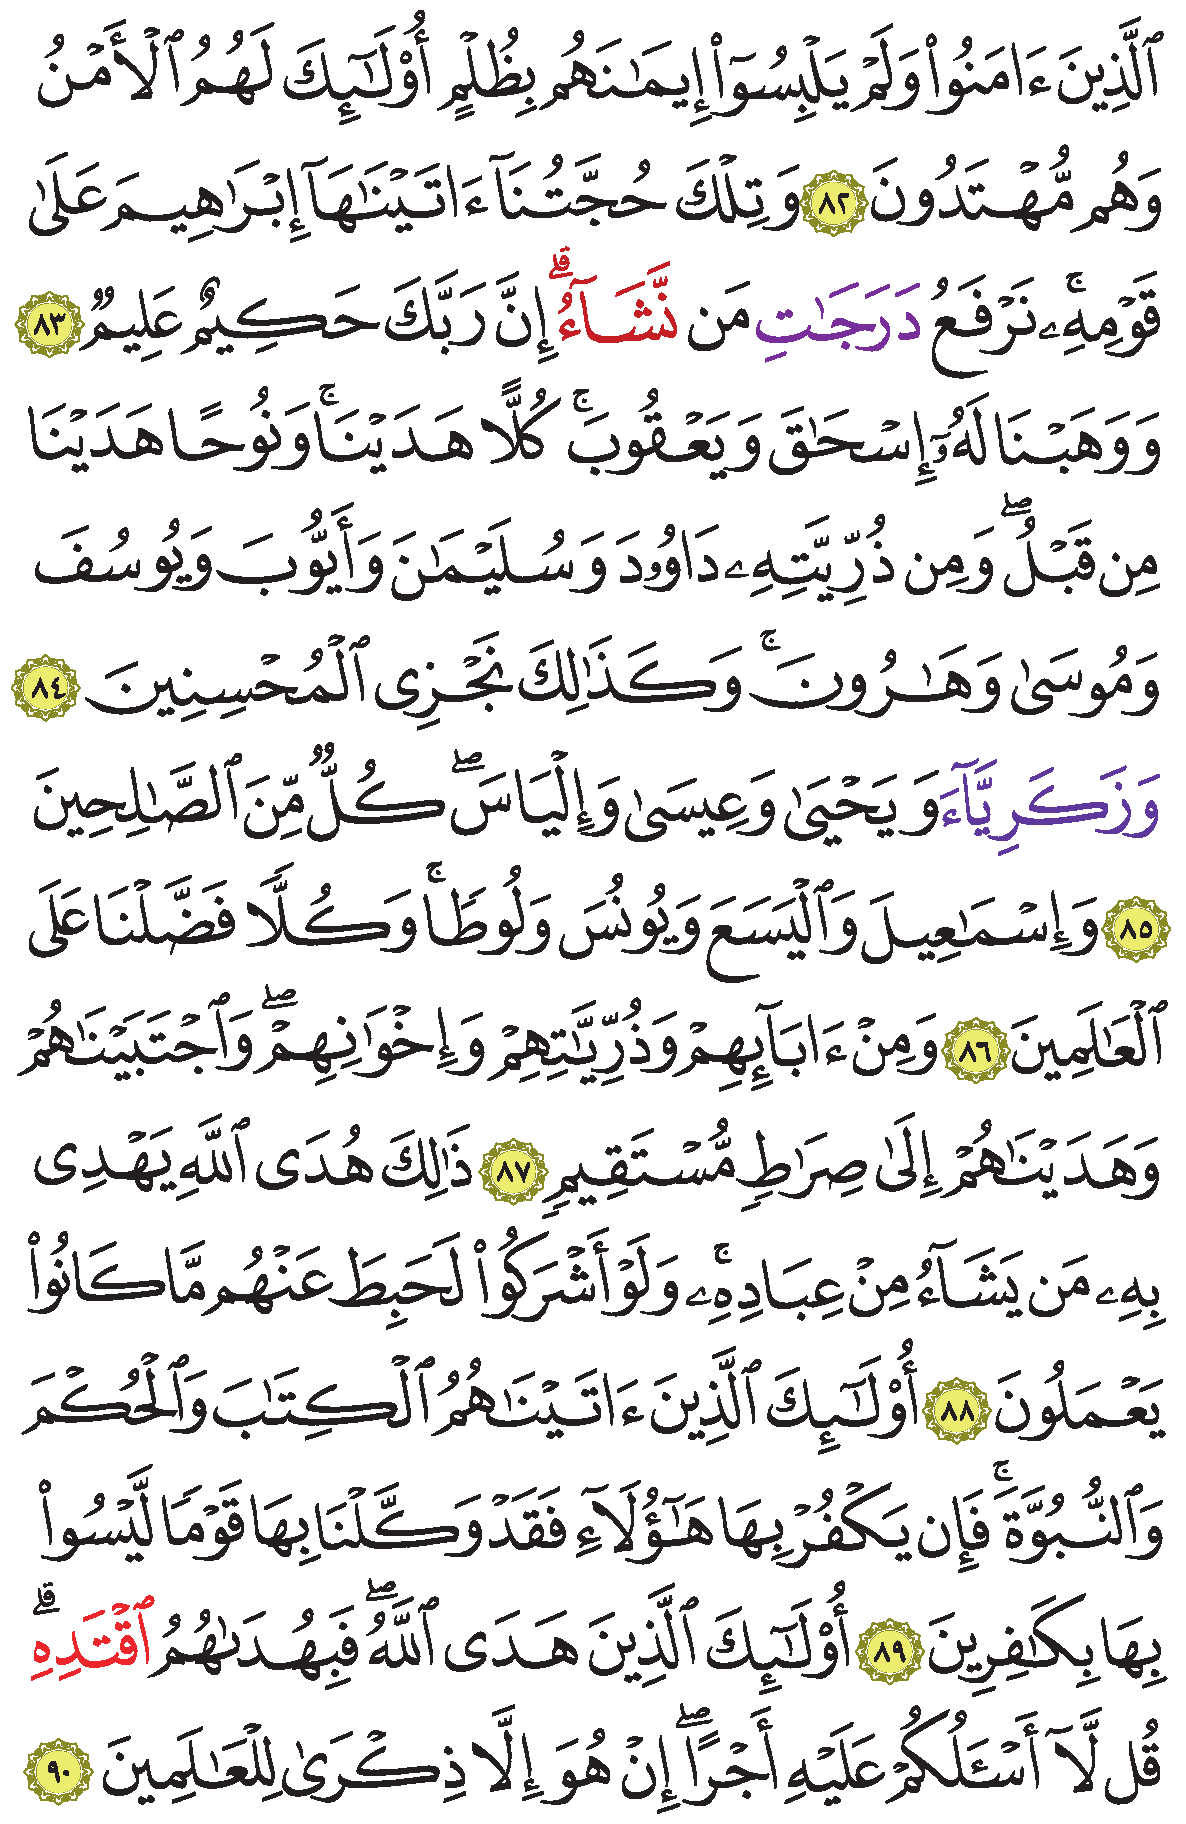 ٱلَّذِينَ ءَامَنُوا۟ وَلَمْ يَلْبِسُوٓا۟ إِيمَـٰنَهُم بِظُلْمٍ أُو۟لَـٰٓئِكَ لَهُمُ ٱلْأَمْنُ
وَهُم مُّهْتَدُونَ ٨٢ وَتِلْكَ حُجَّتُنَآ ءَاتَيْنَـٰهَآ إِبْرَٰهِيمَ عَلَىٰ
قَوْمِهِۦ ۚ نَرْفَعُ دَرَجَـٰتِ مَن نَّشَآءُ ۗ إِنَّ رَبَّكَ حَكِيمٌ عَلِيمٌ ٨٣
وَوَهَبْنَا لَهُۥٓ إِسْحَـٰقَ وَيَعْقُوبَ ۚ كُلًّا هَدَيْنَا ۚ وَنُوحًا هَدَيْنَا
مِن قَبْلُ ۖ وَمِن ذُرِّيَّتِهِۦ دَاوُۥدَ وَسُلَيْمَـٰنَ وَأَيُّوبَ وَيُوسُفَ
وَمُوسَىٰ وَهَـٰرُونَ ۚ وَكَذَٰلِكَ نَجْزِى ٱلْمُحْسِنِينَ ٨٤
وَزَكَرِيَّآءَ وَيَحْيَىٰ وَعِيسَىٰ وَإِلْيَاسَ ۖ كُلٌّ مِّنَ ٱلصَّـٰلِحِينَ
٨٥ وَإِسْمَـٰعِيلَ وَٱلْيَسَعَ وَيُونُسَ وَلُوطًا ۚ وَكُلًّا فَضَّلْنَا عَلَى
ٱلْعَـٰلَمِينَ ٨٦ وَمِنْ ءَابَآئِهِمْ وَذُرِّيَّـٰتِهِمْ وَإِخْوَٰنِهِمْ ۖ وَٱجْتَبَيْنَـٰهُمْ
وَهَدَيْنَـٰهُمْ إِلَىٰ صِرَٰطٍ مُّسْتَقِيمٍ ٨٧ ذَٰلِكَ هُدَى ٱللَّهِ يَهْدِى
بِهِۦ مَن يَشَآءُ مِنْ عِبَادِهِۦ ۚ وَلَوْ أَشْرَكُوا۟ لَحَبِطَ عَنْهُم مَّا كَانُوا۟
يَعْمَلُونَ ٨٨ أُو۟لَـٰٓئِكَ ٱلَّذِينَ ءَاتَيْنَـٰهُمُ ٱلْكِتَـٰبَ وَٱلْحُكْمَ
وَٱلنُّبُوَّةَ ۚ فَإِن يَكْفُرْ بِهَا هَـٰٓؤُلَآءِ فَقَدْ وَكَّلْنَا بِهَا قَوْمًا لَّيْسُوا۟
بِهَا بِكَـٰفِرِينَ ٨٩ أُو۟لَـٰٓئِكَ ٱلَّذِينَ هَدَى ٱللَّهُ ۖ فَبِهُدَىٰهُمُ ٱقْتَدِهِ ۗ
قُل لَّآ أَسْـَٔلُكُمْ عَلَيْهِ أَجْرًا ۖ إِنْ هُوَ إِلَّا ذِكْرَىٰ لِلْعَـٰلَمِينَ ٩٠